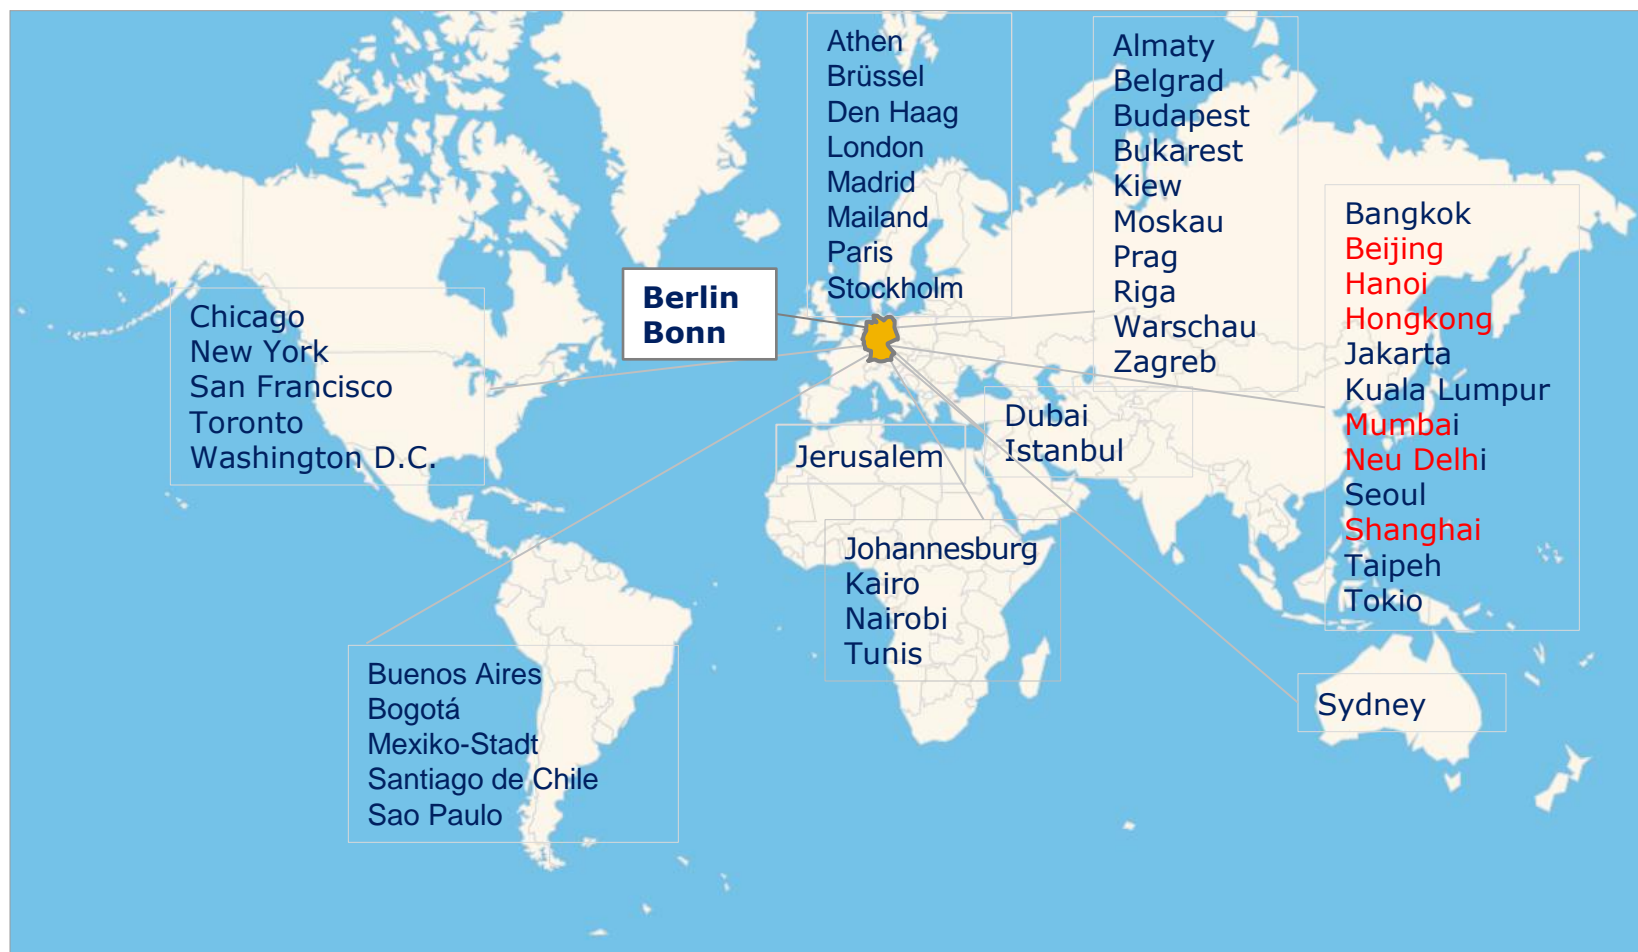 Athen
Brüssel
Den Haag
London
Madrid
Mailand
Paris
Stockholm
Almaty
Belgrad
Budapest
Bukarest
Kiew
Moskau
Prag
Riga
Warschau
Zagreb
Bangkok
Beijing
Hanoi
Hongkong
Jakarta
Kuala Lumpur
Mumbai
Neu Delhi
Seoul
Shanghai
Taipeh
Tokio
Berlin
Bonn
Chicago
New York
San Francisco
Toronto
Washington D.C.
Dubai
Istanbul
Jerusalem
Johannesburg
Kairo
Nairobi
Tunis
Buenos Aires
Bogotá
Mexiko-Stadt
Santiago de Chile
Sao Paulo
Sydney